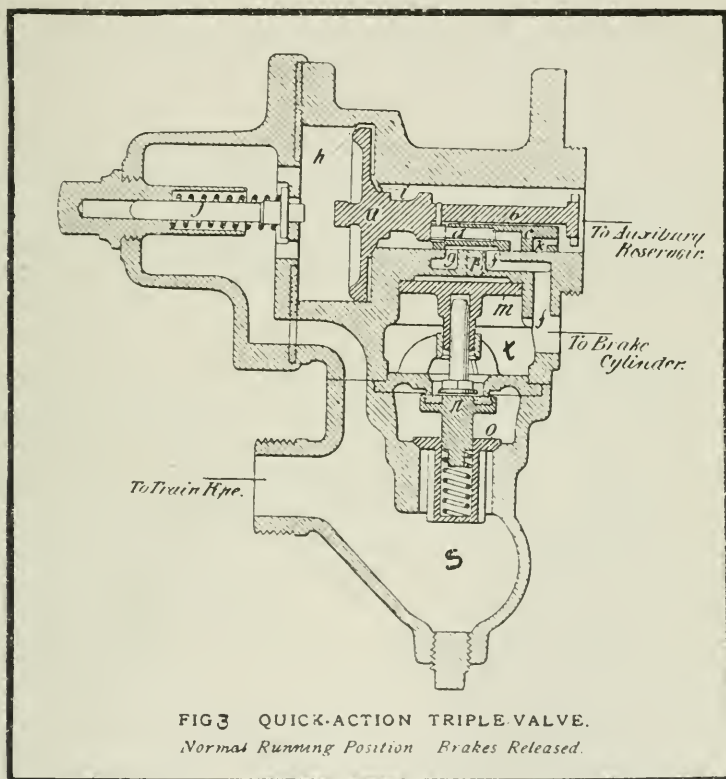 h
j
u
l
b
d
c
x
To Auxiliary
Reservoir.
g
p
f
m
f
To Brake
Cylinder.
t
n
o
To Train Pipe.
S
FIG 3 QUICK-ACTION TRIPLE VALVE.
Normal Running Position Brakes Released.